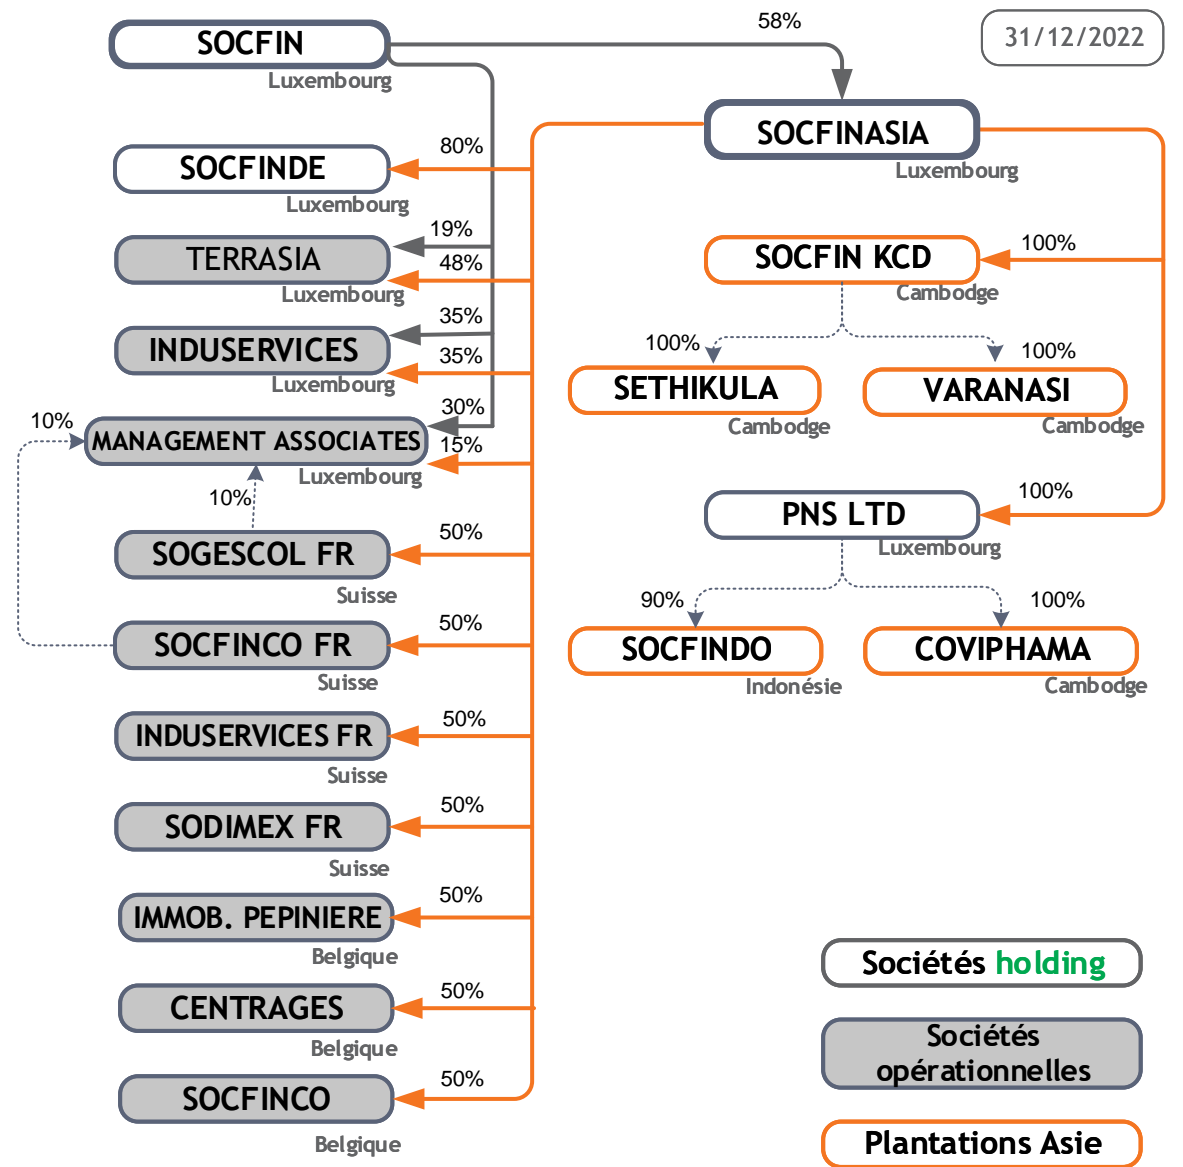 58%
31/12/2022
SOCFIN
Luxembourg
SOCFINASIA
Luxembourg
80%
SOCFINDE
Luxembourg
19%
TERRASIA
48%
Luxembourg
100%
SOCFIN KCD
Cambodge
35%
INDUSERVICES
35%
Luxembourg
100%
100%
SETHIKULA
Cambodge
VARANASI
Cambodge
30%
10%
MANAGEMENT ASSOCIATES
15%
Luxembourg
10%
100%
PNS LTD
Luxembourg
50%
SOGESCOL FR
Suisse
90%
100%
SOCFINDO
Indonésie
COVIPHAMA
Cambodge
50%
SOCFINCO FR
Suisse
50%
INDUSERVICES FR
Suisse
50%
SODIMEX FR
Suisse
50%
IMMOB. PEPINIERE
Belgique
50%
CENTRAGES
Belgique
50%
SOCFINCO
Belgique
Sociétés holding
Sociétés
opérationnelles
Plantations Asie